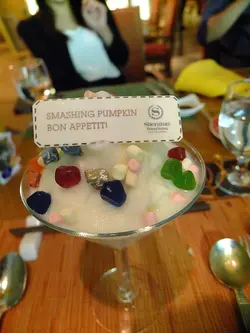 SMASHING PUMPKIN
BON APPETIT!
Sheraton